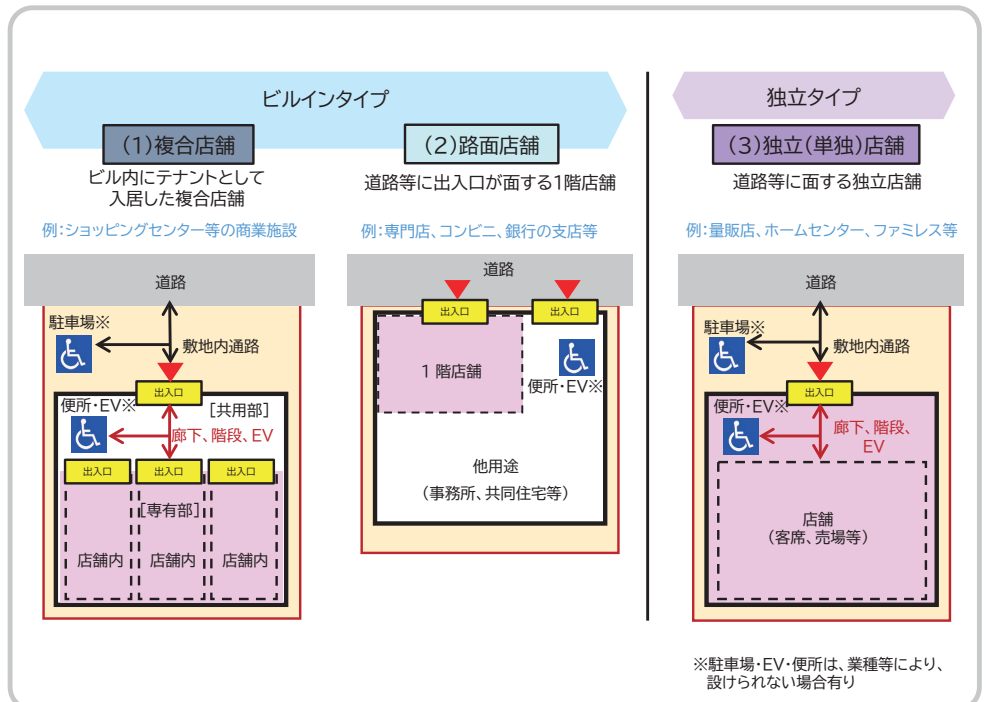 ビルインタイプ
独立タイプ
(1)複合店舗
ビル内にテナントとして
入居した複合店舗
例:ショッピングセンター等の商業施設
道路
駐車場※
敷地内通路
出入口
便所・EV※
[共用部]
廊下、階段、EV
出入口
出入口
出入口
[専有部]
店舗内
店舗内
店舗内
(2)路面店舗
道路等に出入口が面する1階店舗
例:専門店、コンビニ、銀行の支店等
道路
出入口
出入口
1階店舗
便所・EV※
他用途
(事務所、共同住宅等)
(3)独立(単独)店舗
道路等に面する独立店舗
例:量販店、ホームセンター、ファミレス等
道路
駐車場※
敷地内通路
出入口
便所・EV※
廊下、階段、
EV
店舗
(客席、売場等)
※駐車場・EV・便所は、業種等により、
設けられない場合有り